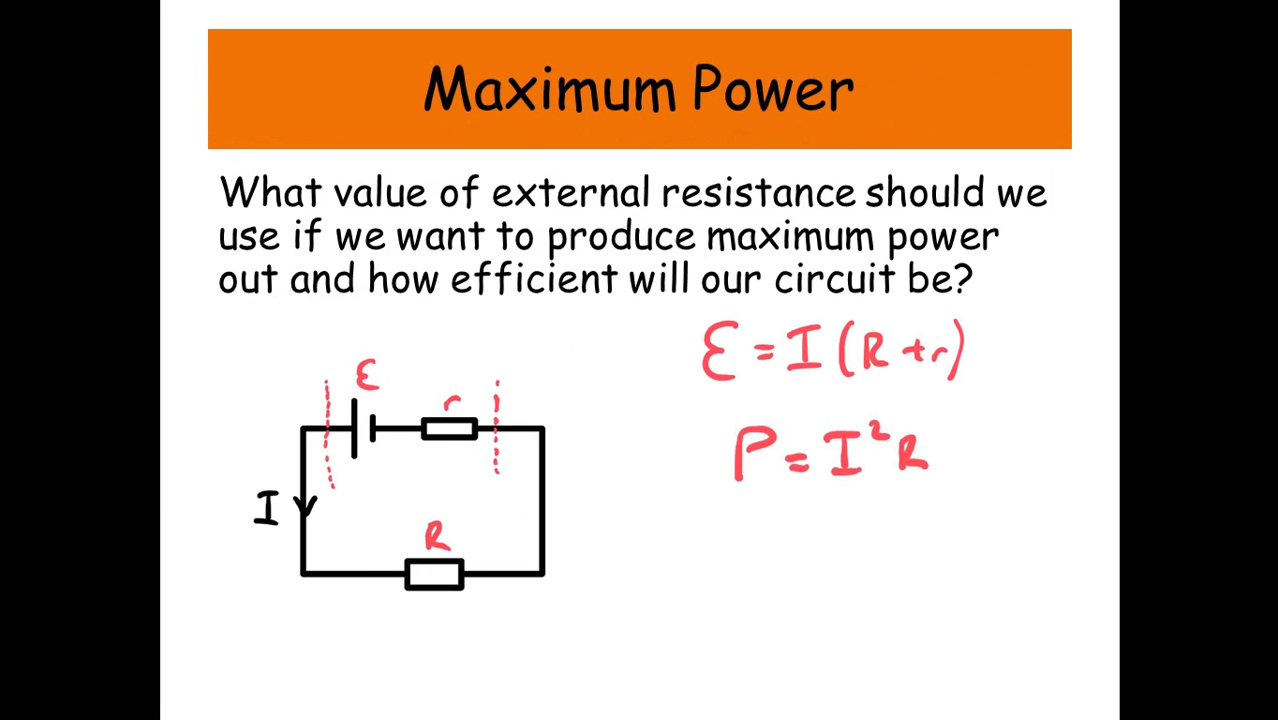 Maximum Power
What value of external resistance should we
use if we want to produce maximum power
out and how efficient will our circuit be?
Ɛ = I (R + r)
Ɛ
r
P = I² R
I
R